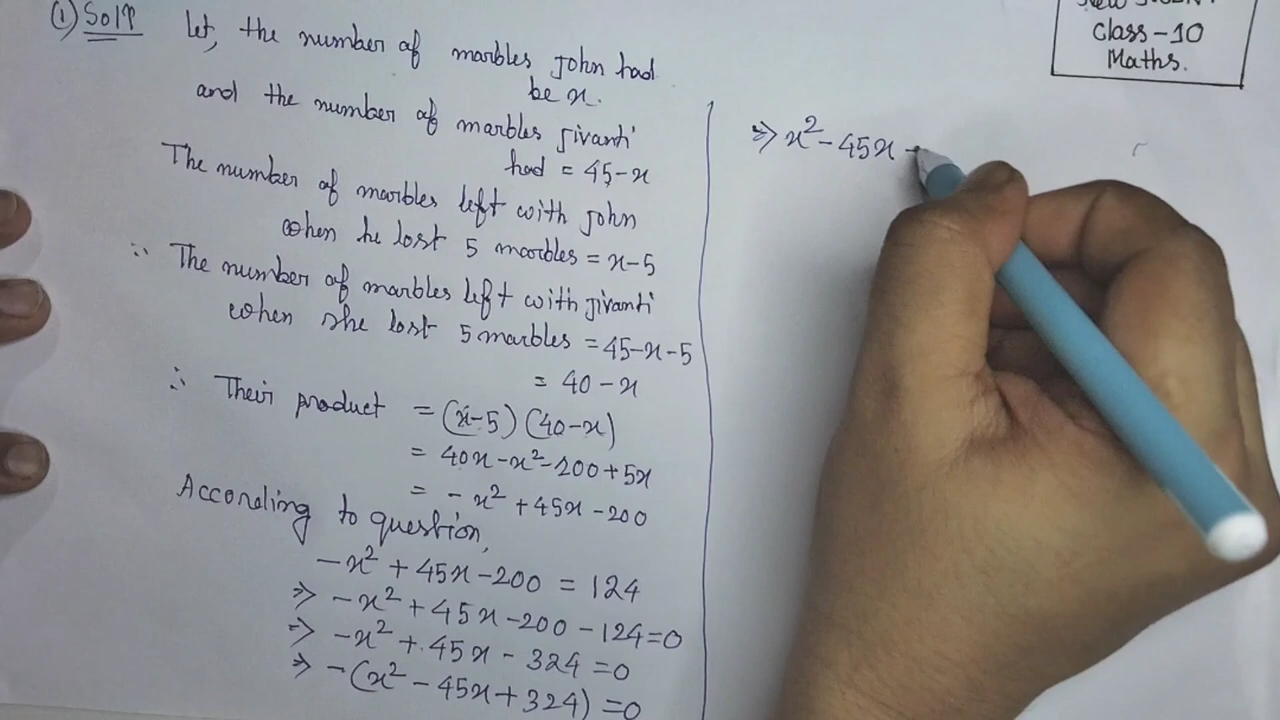 ① Solⁿ Let, the number of marbles John had
be x.
and the number of marbles Jivanti
had = 45-x
The number of marbles left with John
when he lost 5 marbles = x-5
∵ The number of marbles left with Jivanti
when she lost 5 marbles = 45-x-5
= 40-x
∴ Their product = (x-5) (40-x)
= 40x-x²-200+5x
= -x²+45x-200
According to question,
-x²+45x-200 = 124
⇒ -x²+45x-200-124=0
⇒ -x²+45x-324=0
⇒ -(x²-45x+324)=0
⇒ x²-45x
Class-10
Maths.